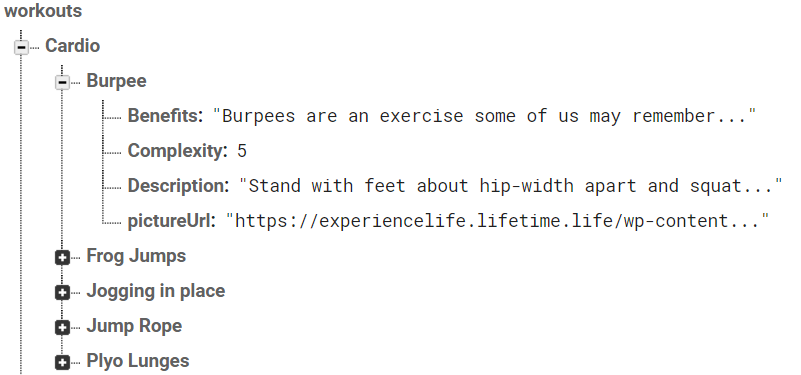 workouts
Cardio
Burpee
Benefits: "Burpees are an exercise some of us may remember..."
Complexity: 5
Description: "Stand with feet about hip-width apart and squat..."
pictureUrl: "https://experiencelife.lifetime.life/wp-content..."
Frog Jumps
Jogging in place
Jump Rope
Plyo Lunges